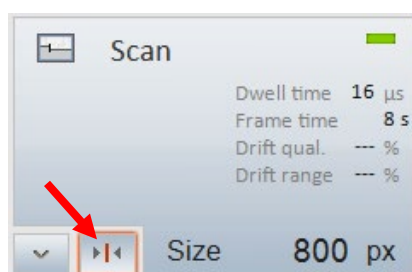 Scan
Dwell time 16 µs
Frame time 8 s
Drift qual. --- %
Drift range --- %
Size 800 px